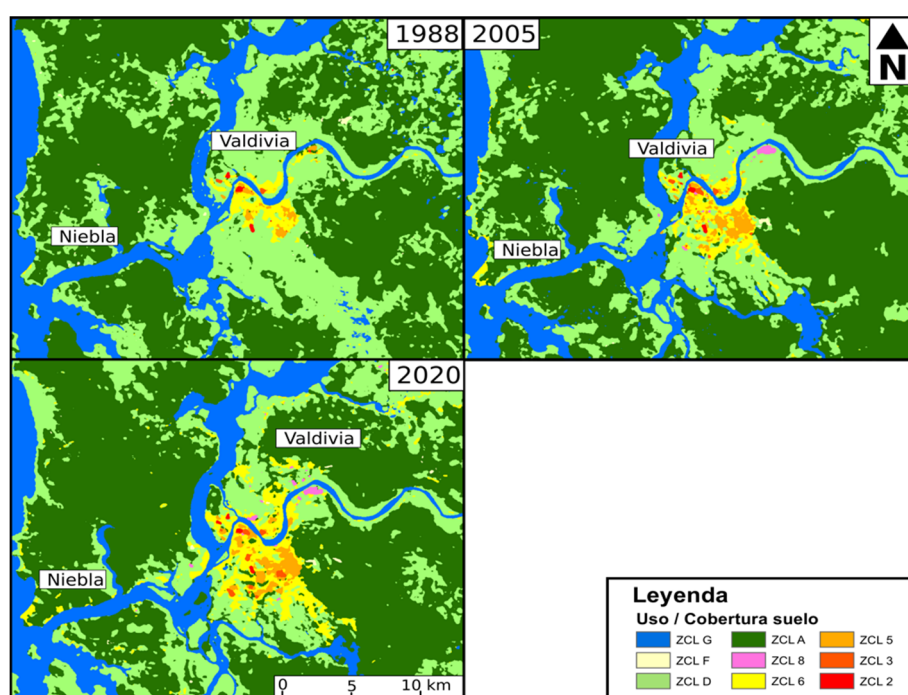 1988
2005
N
Valdivia
Valdivia
Niebla
Niebla
2020
Valdivia
Niebla
0 5 10 km
Leyenda
Uso / Cobertura suelo
ZCL G ZCL A ZCL 5
ZCL F ZCL 8 ZCL 3
ZCL D ZCL 6 ZCL 2